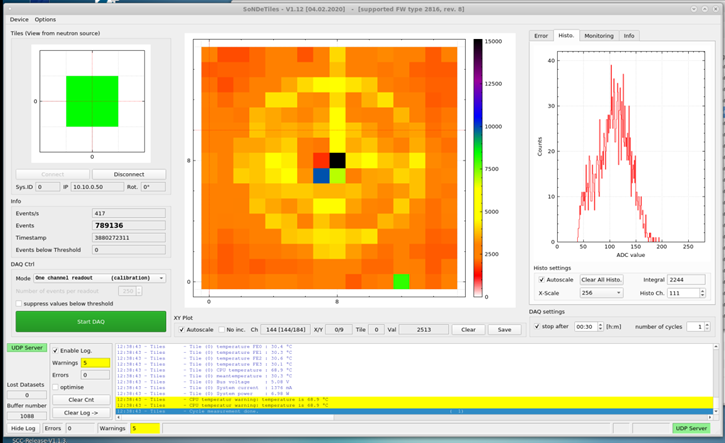 SoNDeTiles - V1.12 [04.02.2020] - [supported FW type 2816, rev. 8]
Device Options
Tiles (View from neutron source)
0
0
Connect Disconnect
Sys.ID 0 IP 10.10.0.50 Rot. 0°
Info
Events/s 417
Events 789136
Timestamp 3880272311
Events below Threshold 0
DAQ Ctrl
Mode One channel readout (calibration)
Number of events per readout 250
suppress values below threshold
Start DAQ
8
0
0 8
15000
12500
10000
7500
5000
2500
0
XY Plot
Autoscale No inc. Ch 144 (144/184) X/Y 0/9 Tile 0 Val 2513 Clear Save
Error Histo. Monitoring Info
40
30
20
10
0
Counts
0 50 100 150 200 250
ADC value
Histo settings
Autoscale Clear All Histo. Integral 2244
X-Scale 256 Histo Ch. 111
DAQ settings
stop after 00:30 [h:m] number of cycles 1
UDP Server
Lost Datasets
0
Buffer number
1088
Enable Log.
Warnings 5
Errors 0
optimise
Clear Cnt
Clear Log ->
12:38:43 - Tiles - Tile (0) temperature FE0 : 50.4 °C
12:38:43 - Tiles - Tile (0) temperature FE1 : 50.2 °C
12:38:43 - Tiles - Tile (0) temperature FE2 : 50.6 °C
12:38:43 - Tiles - Tile (0) temperature FE3 : 50.1 °C
12:38:43 - Tiles - Tile (0) CPU temperature : 68.9 °C
12:38:43 - Tiles - Tile (0) meantemperature : 50.3 °C
12:38:43 - Tiles - Tile (0) Bus voltage : 5.08 V
12:38:43 - Tiles - Tile (0) System current : 1376 mA
12:38:43 - Tiles - Tile (0) System power : 6.98 W
12:38:43 - Tiles - CPU temperatur warning: temperature is 68.9 °C
12:38:43 - Tiles - CPU temperatur warning: temperature is 68.9 °C
12:38:43 - Tiles - Cycle measurement done.
Hide Log Errors 0 Warnings 5 UDP Server
SCC-Release-V1.1.3